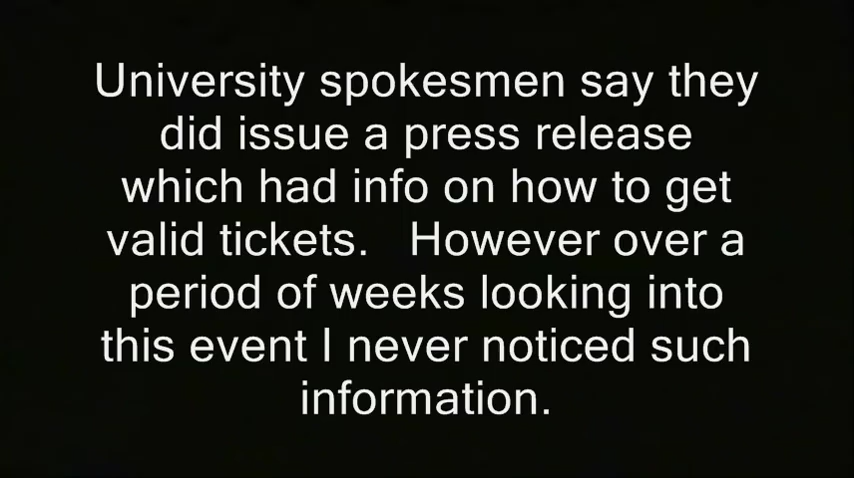 University spokesmen say they
did issue a press release
which had info on how to get
valid tickets.   However over a
period of weeks looking into
this event I never noticed such
information.